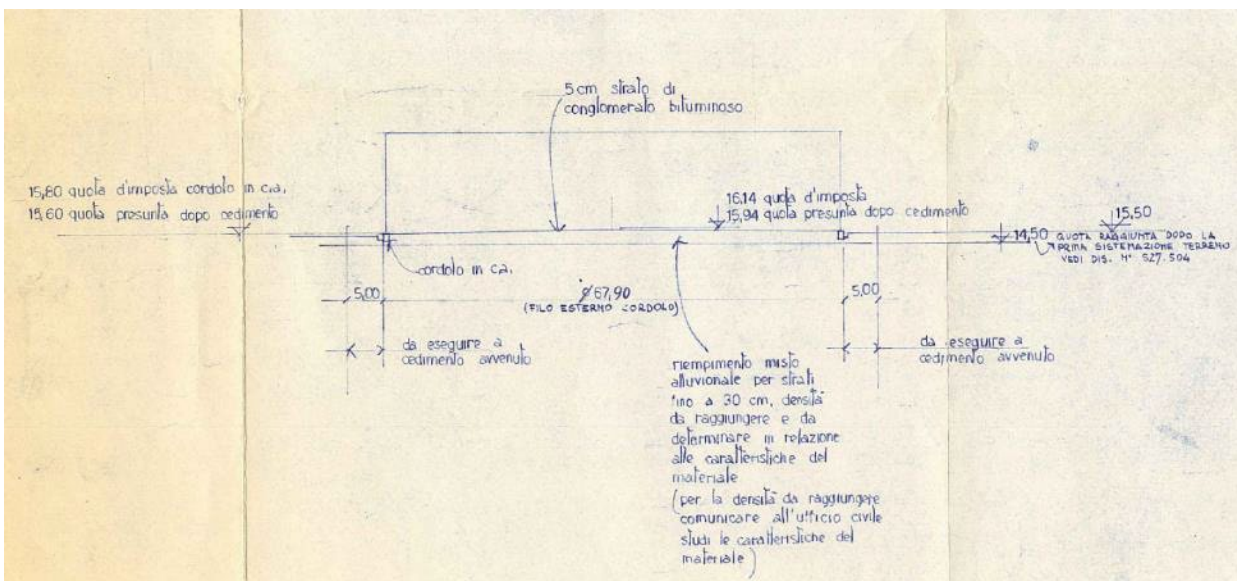 5 cm strato di
conglomerato bituminoso
15,80 quota d'imposta cordolo in c.a.
15,60 quota presunta dopo cedimento
16.14 quota d'imposta
15,94 quota presunta dopo cedimento
15,50
14,50 QUOTA RAGGIUNTA DOPO LA
PRIMA SISTEMAZIONE TERRENO
VEDI DIS. N° 527.504
cordolo in c.a.
5,00
ø 67,90
(FILO ESTERNO CORDOLO)
5,00
da eseguire a
cedimento avvenuto
da eseguire a
cedimento avvenuto
riempimento misto
alluvionale per strati
fino a 30 cm, densità
da raggiungere e da
determinare in relazione
alle caratteristiche del
materiale
(per la densità da raggiungere
comunicare all'ufficio civile
studi le caratteristiche del
materiale)